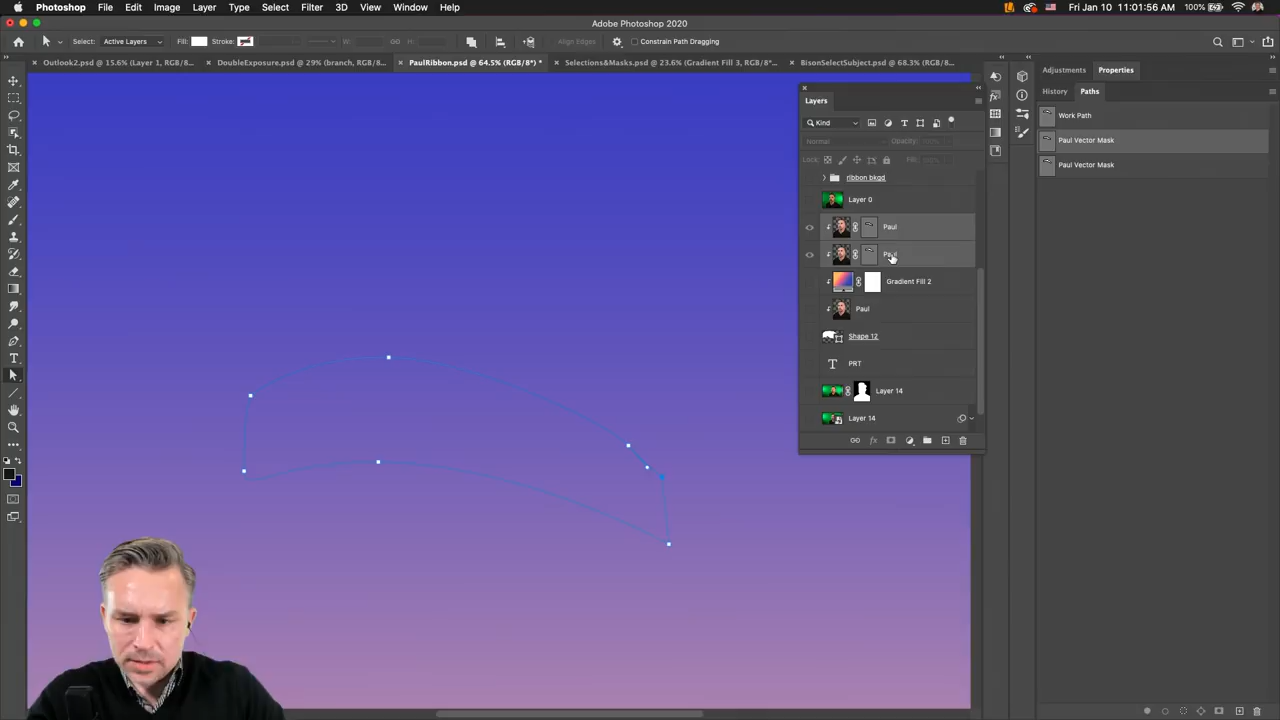 Photoshop File Edit Image Layer Type Select Filter 3D View Window Help 100% Fri Jan 10 11:01:56 AM
Adobe Photoshop 2020
Select: Active Layers Fill: Stroke: W: H: Align Edges Constrain Path Dragging
Outlook2.psd @ 15.6% (Layer 1, RGB/8... DoubleExposure.psd @ 29% (branch, RGB/8... PaulRibbon.psd @ 64.5% (RGB/8*) * Selections&Masks.psd @ 23.6% (Gradient Fill 3, RGB/8*... BisonSelectSubject.psd @ 68.3% (RGB/8...
Adjustments Properties
History Paths
Work Path
Paul Vector Mask
Paul Vector Mask
Layers
Kind
Normal Opacity:
Lock: Fill:
ribbon bkgd
Layer 0
Paul
Paul
Gradient Fill 2
Paul
Shape 12
PRT
Layer 14
Layer 14